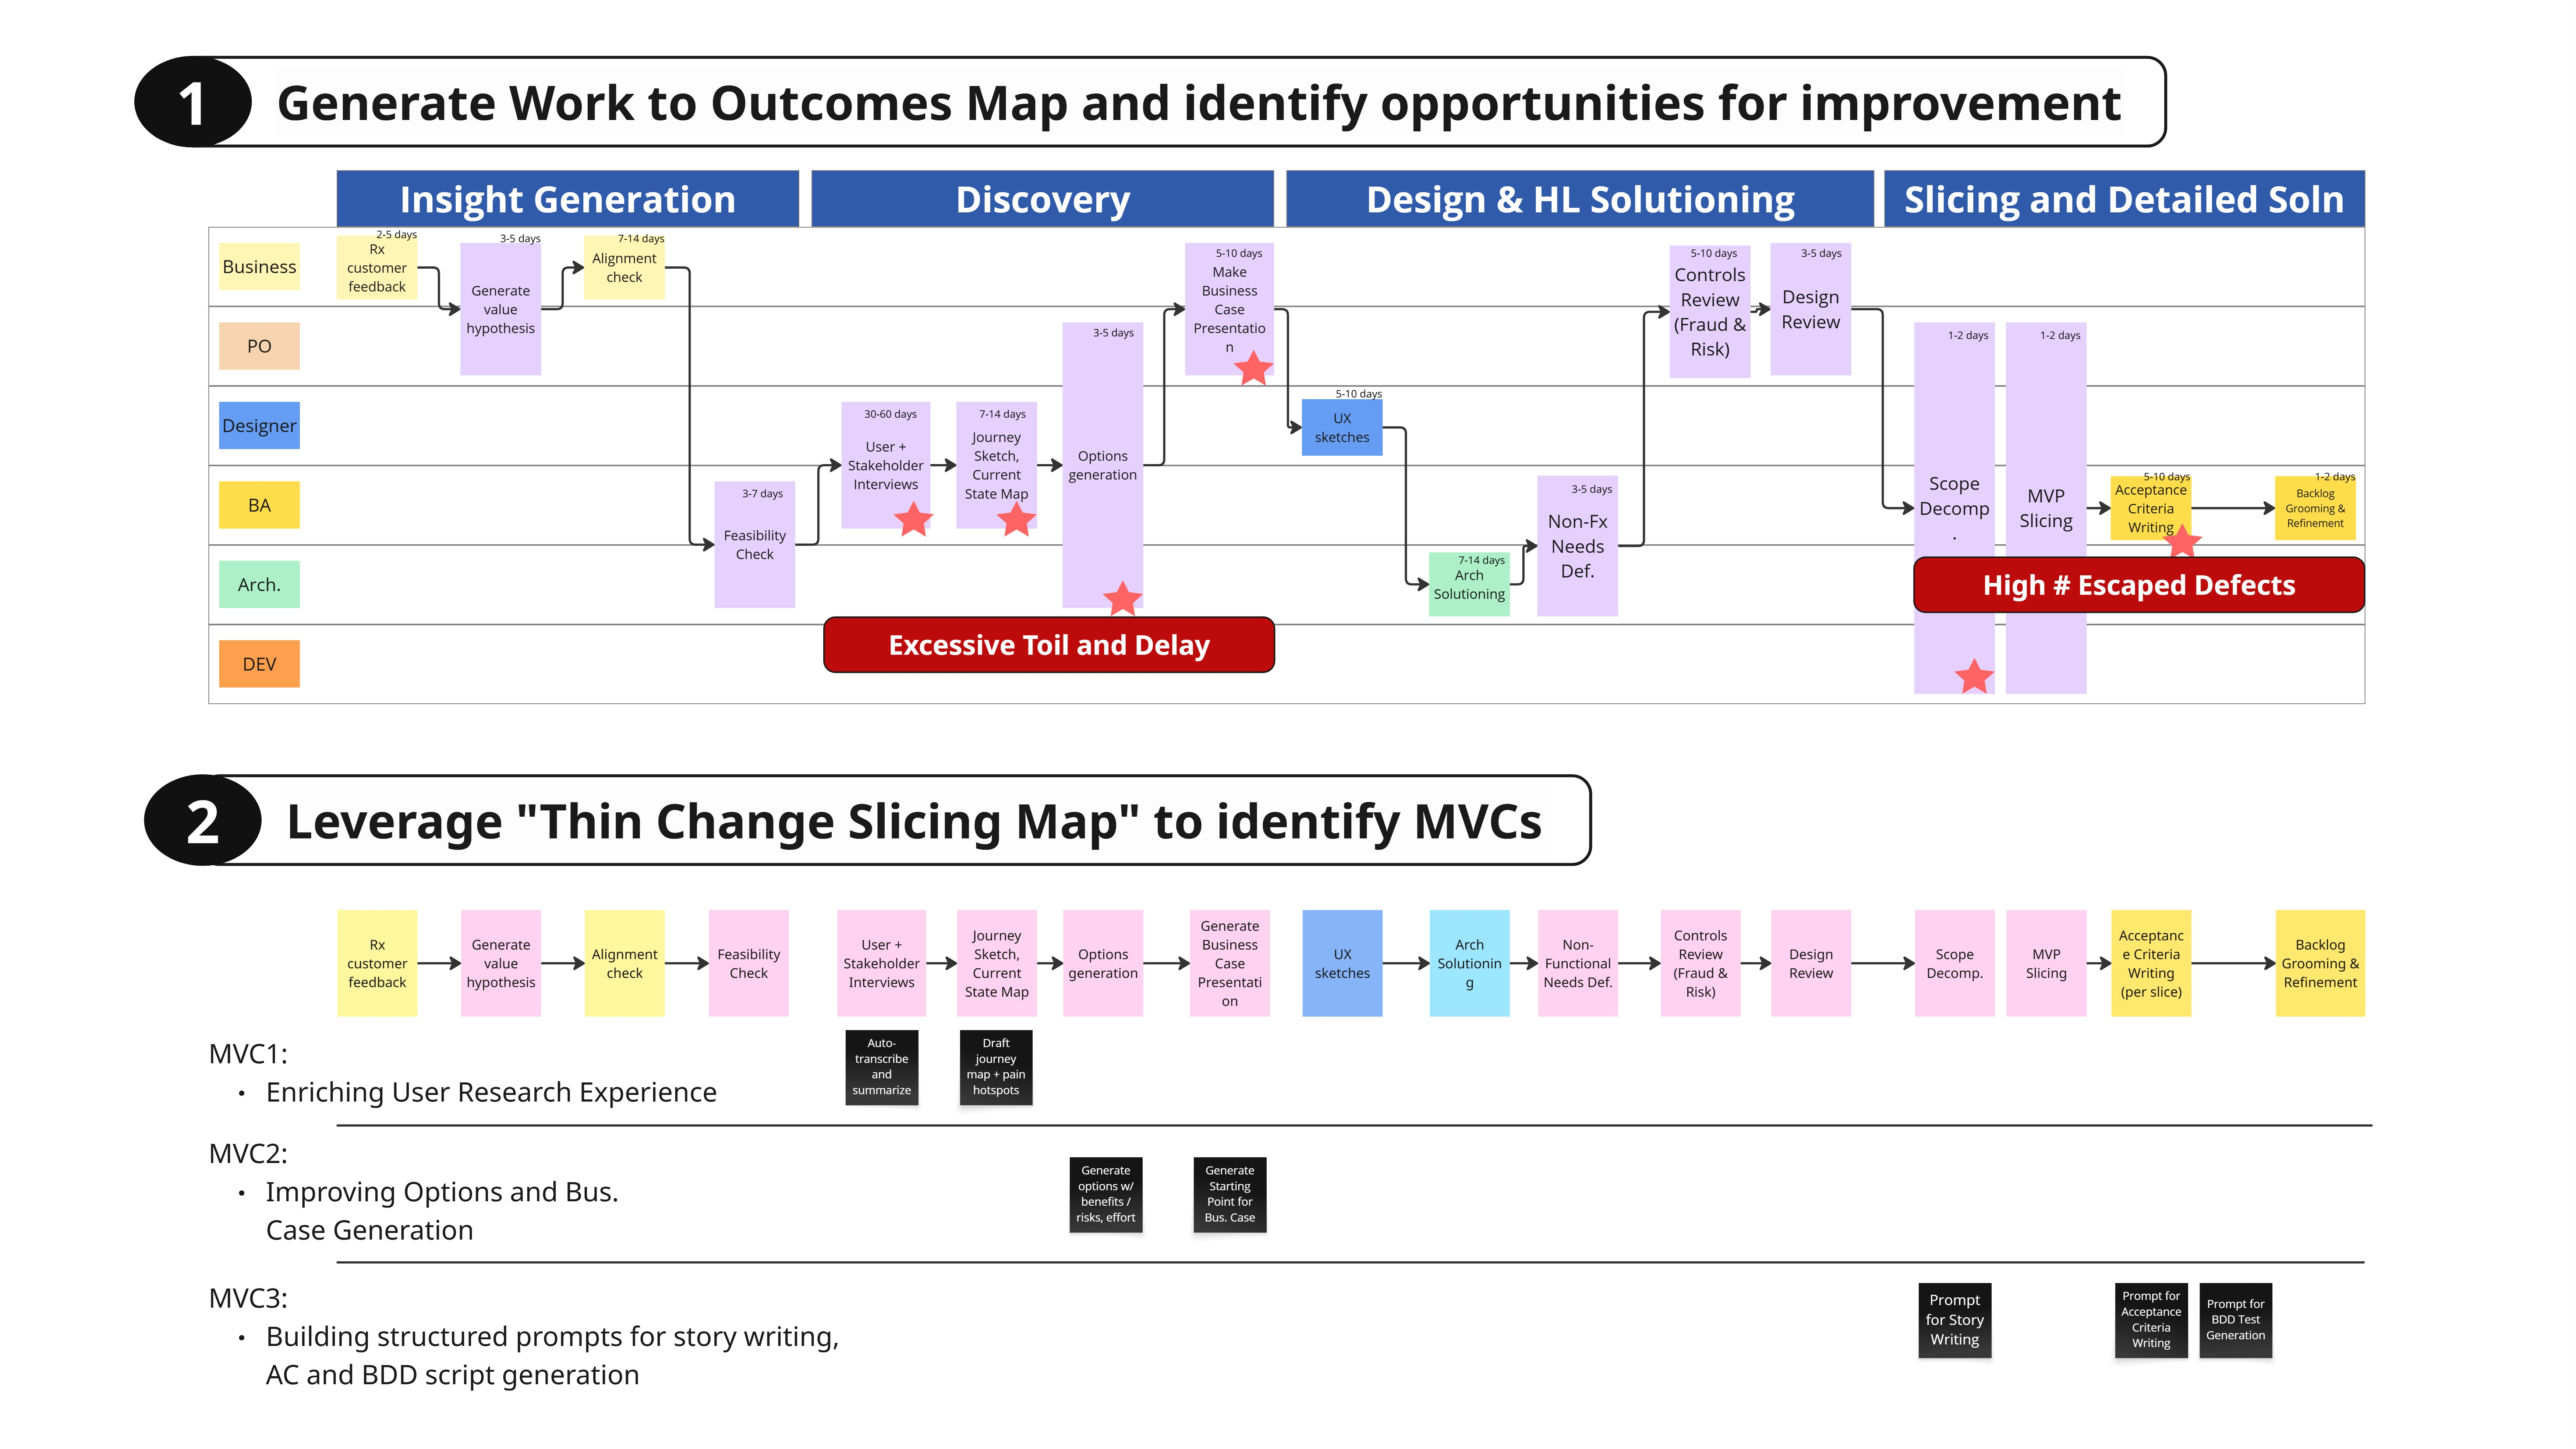 1
Generate Work to Outcomes Map and identify opportunities for improvement
Insight Generation
Discovery
Design & HL Solutioning
Slicing and Detailed Soln
Business
PO
Designer
BA
Arch.
DEV
2-5 days
Rx
customer
feedback
3-5 days
Generate
value
hypothesis
7-14 days
Alignment
check
3-7 days
Feasibility
Check
30-60 days
User +
Stakeholder
Interviews
7-14 days
Journey
Sketch,
Current
State Map
3-5 days
Options
generation
5-10 days
Make
Business
Case
Presentatio
n
Excessive Toil and Delay
5-10 days
UX
sketches
7-14 days
Arch
Solutioning
3-5 days
Non-Fx
Needs
Def.
5-10 days
Controls
Review
(Fraud &
Risk)
3-5 days
Design
Review
1-2 days
Scope
Decomp
.
1-2 days
MVP
Slicing
5-10 days
Acceptance
Criteria
Writing
1-2 days
Backlog
Grooming &
Refinement
High # Escaped Defects
2
Leverage "Thin Change Slicing Map" to identify MVCs
Rx
customer
feedback
Generate
value
hypothesis
Alignment
check
Feasibility
Check
User +
Stakeholder
Interviews
Journey
Sketch,
Current
State Map
Options
generation
Generate
Business
Case
Presentati
on
UX
sketches
Arch
Solutionin
g
Non-
Functional
Needs Def.
Controls
Review
(Fraud &
Risk)
Design
Review
Scope
Decomp.
MVP
Slicing
Acceptanc
e Criteria
Writing
(per slice)
Backlog
Grooming &
Refinement
MVC1:
• Enriching User Research Experience
Auto-
transcribe
and
summarize
Draft
journey
map + pain
hotspots
MVC2:
• Improving Options and Bus.
Case Generation
Generate
options w/
benefits /
risks, effort
Generate
Starting
Point for
Bus. Case
MVC3:
• Building structured prompts for story writing,
AC and BDD script generation
Prompt
for Story
Writing
Prompt for
Acceptance
Criteria
Writing
Prompt for
BDD Test
Generation